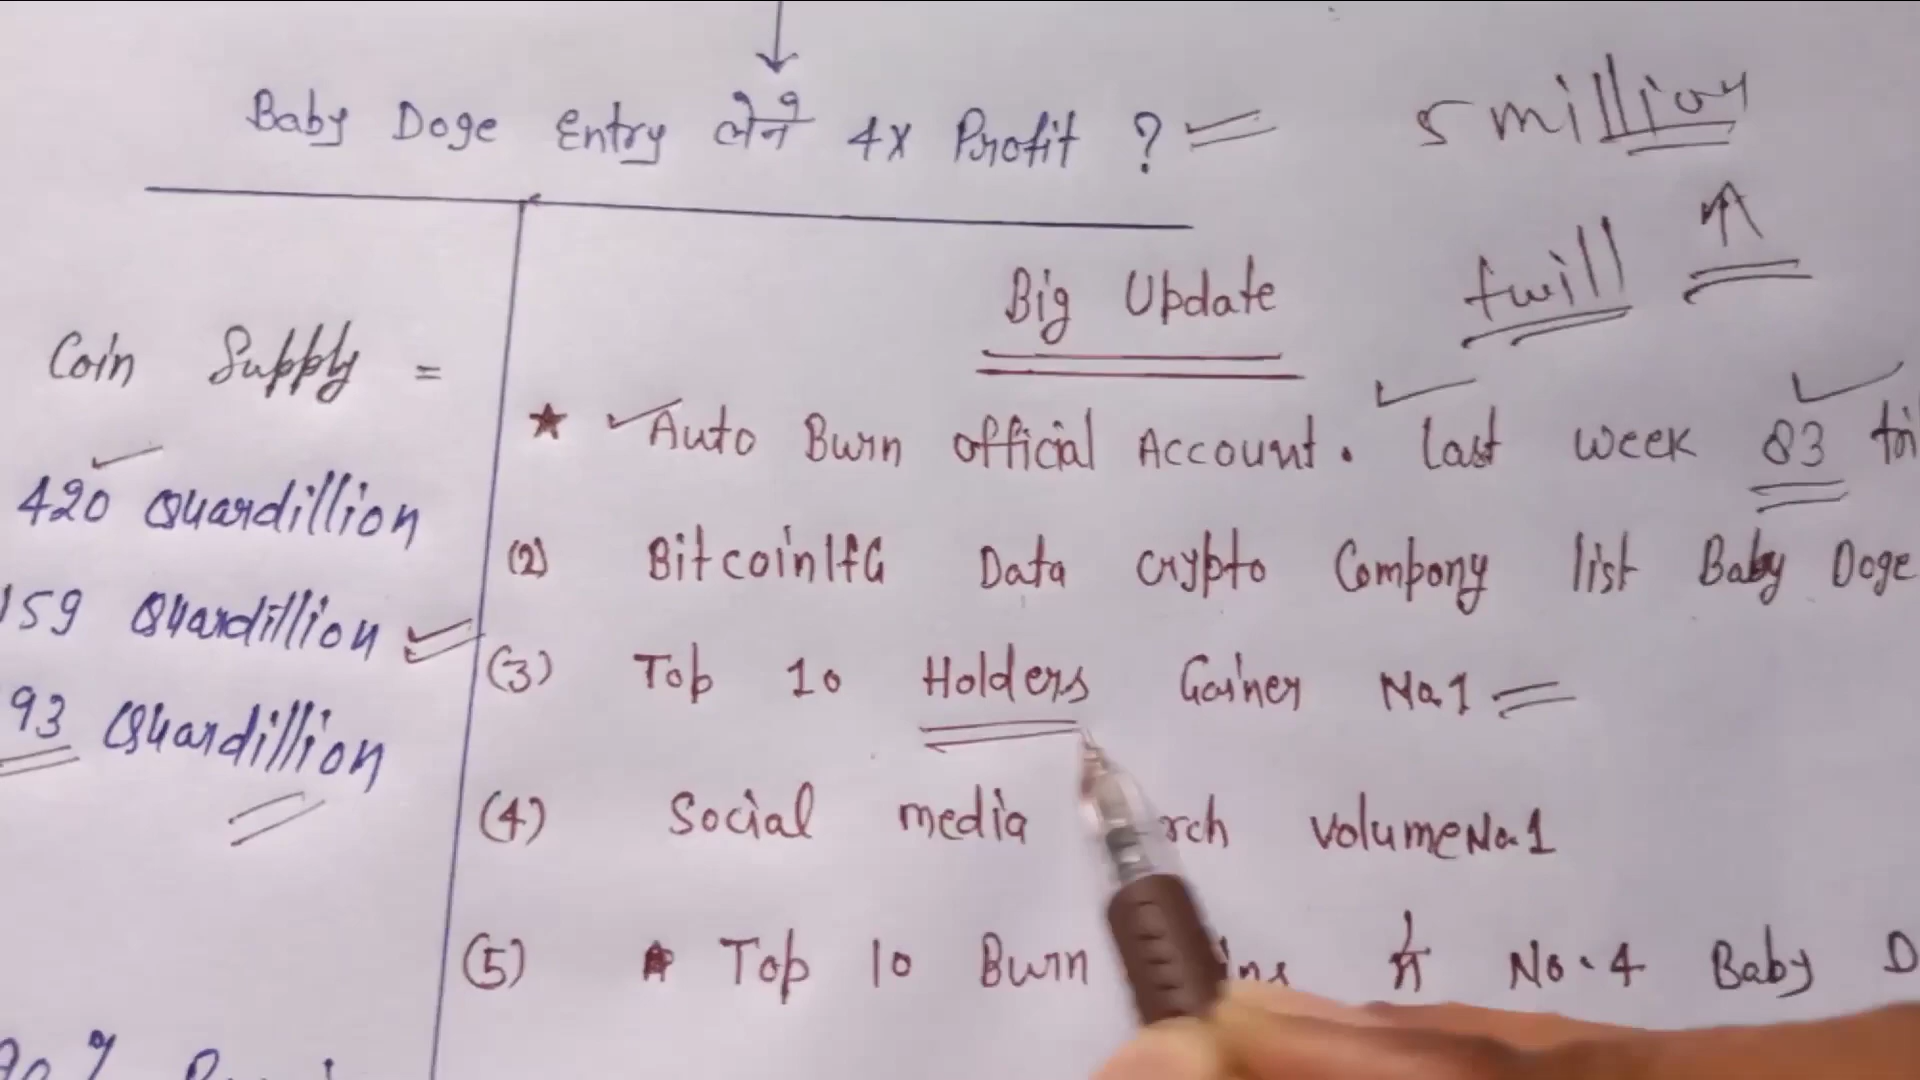 Baby Doge Entry लेने 4x Profit ?
5 million
twill
Big Update
Coin Supply =
420 Quardillion
159 Quardillion
93 Quardillion
Auto Burn official Account. last week 83
(2) BitcoinIfG Data crypto Company list Baby Doge
(3) Top 10 Holders Gainer No.1
(4) Social media volume No.1
(5) Top 10 Burn में No.4 Baby D